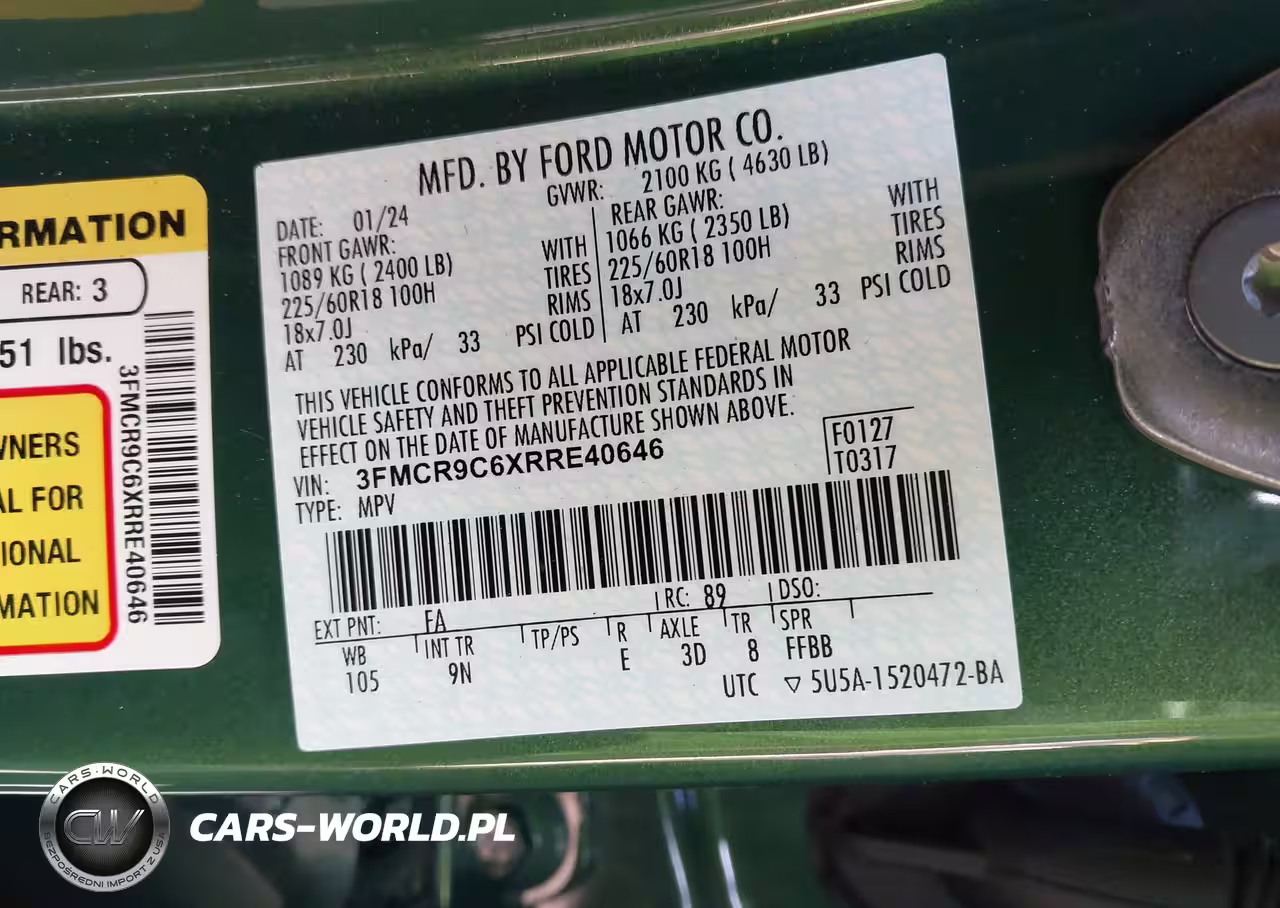 RMATION
REAR: 3
51 lbs.
3FMCR9C6XRRE40646
WNERS
AL FOR
IONAL
MATION
MFD. BY FORD MOTOR CO.
DATE: 01/24 GVWR: 2100 KG ( 4630 LB)
FRONT GAWR:
1089 KG ( 2400 LB) WITH
225/60R18 100H TIRES
18x7.0J RIMS
AT 230 kPa/ 33 PSI COLD
REAR GAWR: WITH
1066 KG ( 2350 LB) TIRES
225/60R18 100H RIMS
18x7.0J
AT 230 kPa/ 33 PSI COLD
THIS VEHICLE CONFORMS TO ALL APPLICABLE FEDERAL MOTOR
VEHICLE SAFETY AND THEFT PREVENTION STANDARDS IN
EFFECT ON THE DATE OF MANUFACTURE SHOWN ABOVE.
VIN: 3FMCR9C6XRRE40646
TYPE: MPV
F0127
T0317
EXT PNT: FA RC: 89 DSO:
WB INT TR TP/PS R AXLE TR SPR
105 9N E 3D 8 FFBB
UTC ▽ 5U5A-1520472-BA
CARS-WORLD
CW
BEZPOŚREDNI IMPORT Z USA
CARS-WORLD.PL